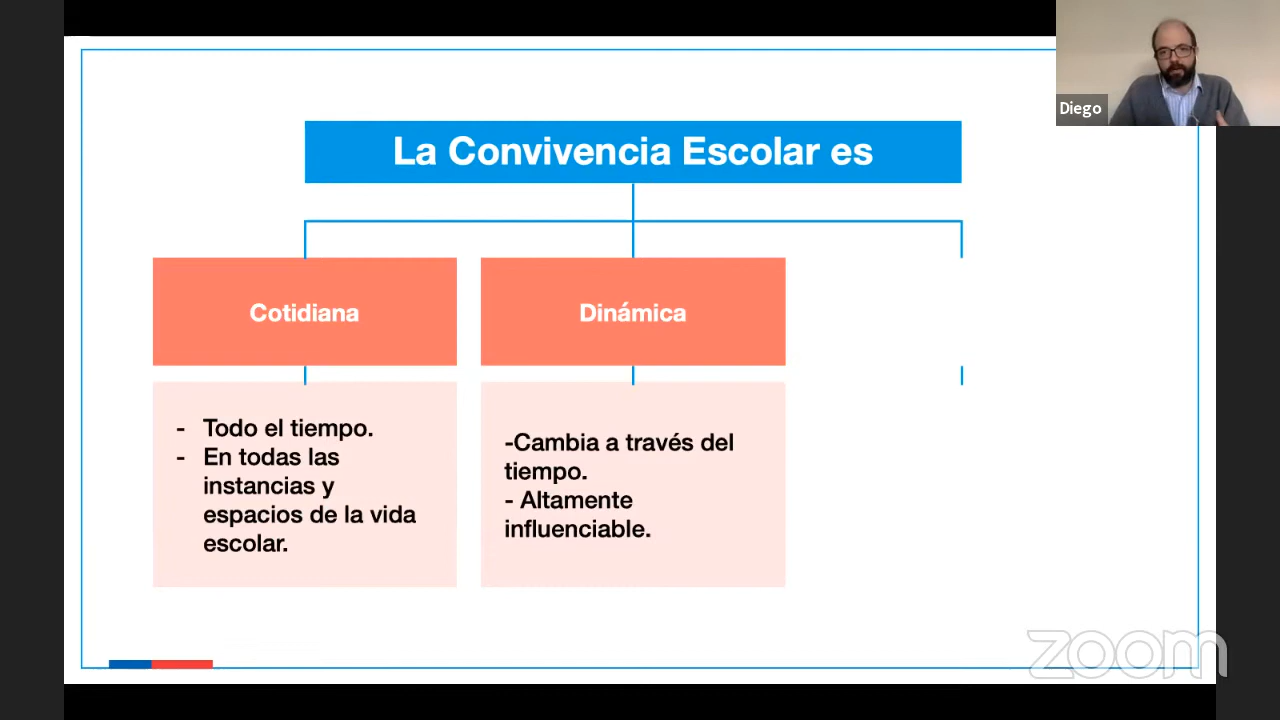 Diego
La Convivencia Escolar es
Cotidiana
Dinámica
- Todo el tiempo.
- En todas las
instancias y
espacios de la vida
escolar.
-Cambia a través del
tiempo.
- Altamente
influenciable.
zoom